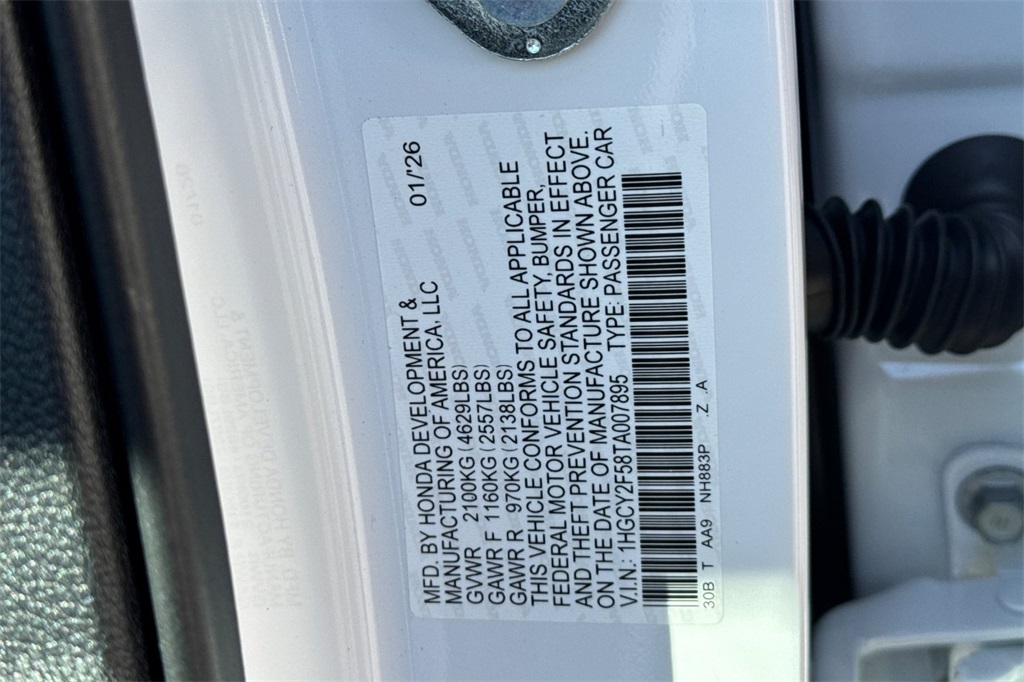 MFD. BY HONDA DEVELOPMENT &
MANUFACTURING OF AMERICA, LLC 01/'26
GVWR 2100KG (4629LBS)
GAWR F 1160KG (2557LBS)
GAWR R 970KG (2138LBS)
THIS VEHICLE CONFORMS TO ALL APPLICABLE
FEDERAL MOTOR VEHICLE SAFETY, BUMPER,
AND THEFT PREVENTION STANDARDS IN EFFECT
ON THE DATE OF MANUFACTURE SHOWN ABOVE.
V.I.N: 1HGCY2F58TA007895 TYPE: PASSENGER CAR
30B T AA9 NH883P .Z .A